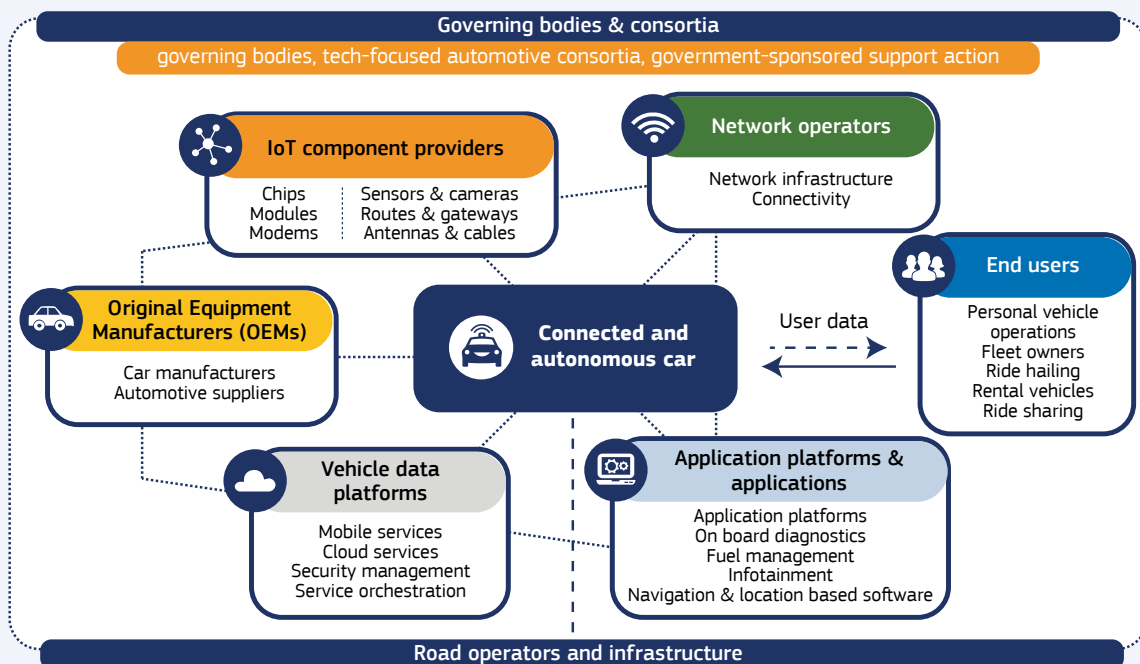 Governing bodies & consortia
governing bodies, tech-focused automotive consortia, government-sponsored support action
IoT component providers
Chips
Modules
Modems
Sensors & cameras
Routes & gateways
Antennas & cables
Network operators
Network infrastructure
Connectivity
End users
Personal vehicle
operations
Fleet owners
Ride hailing
Rental vehicles
Ride sharing
Original Equipment
Manufacturers (OEMs)
Car manufacturers
Automotive suppliers
Connected and
autonomous car
User data
Vehicle data
platforms
Mobile services
Cloud services
Security management
Service orchestration
Application platforms &
applications
Application platforms
On board diagnostics
Fuel management
Infotainment
Navigation & location based software
Road operators and infrastructure